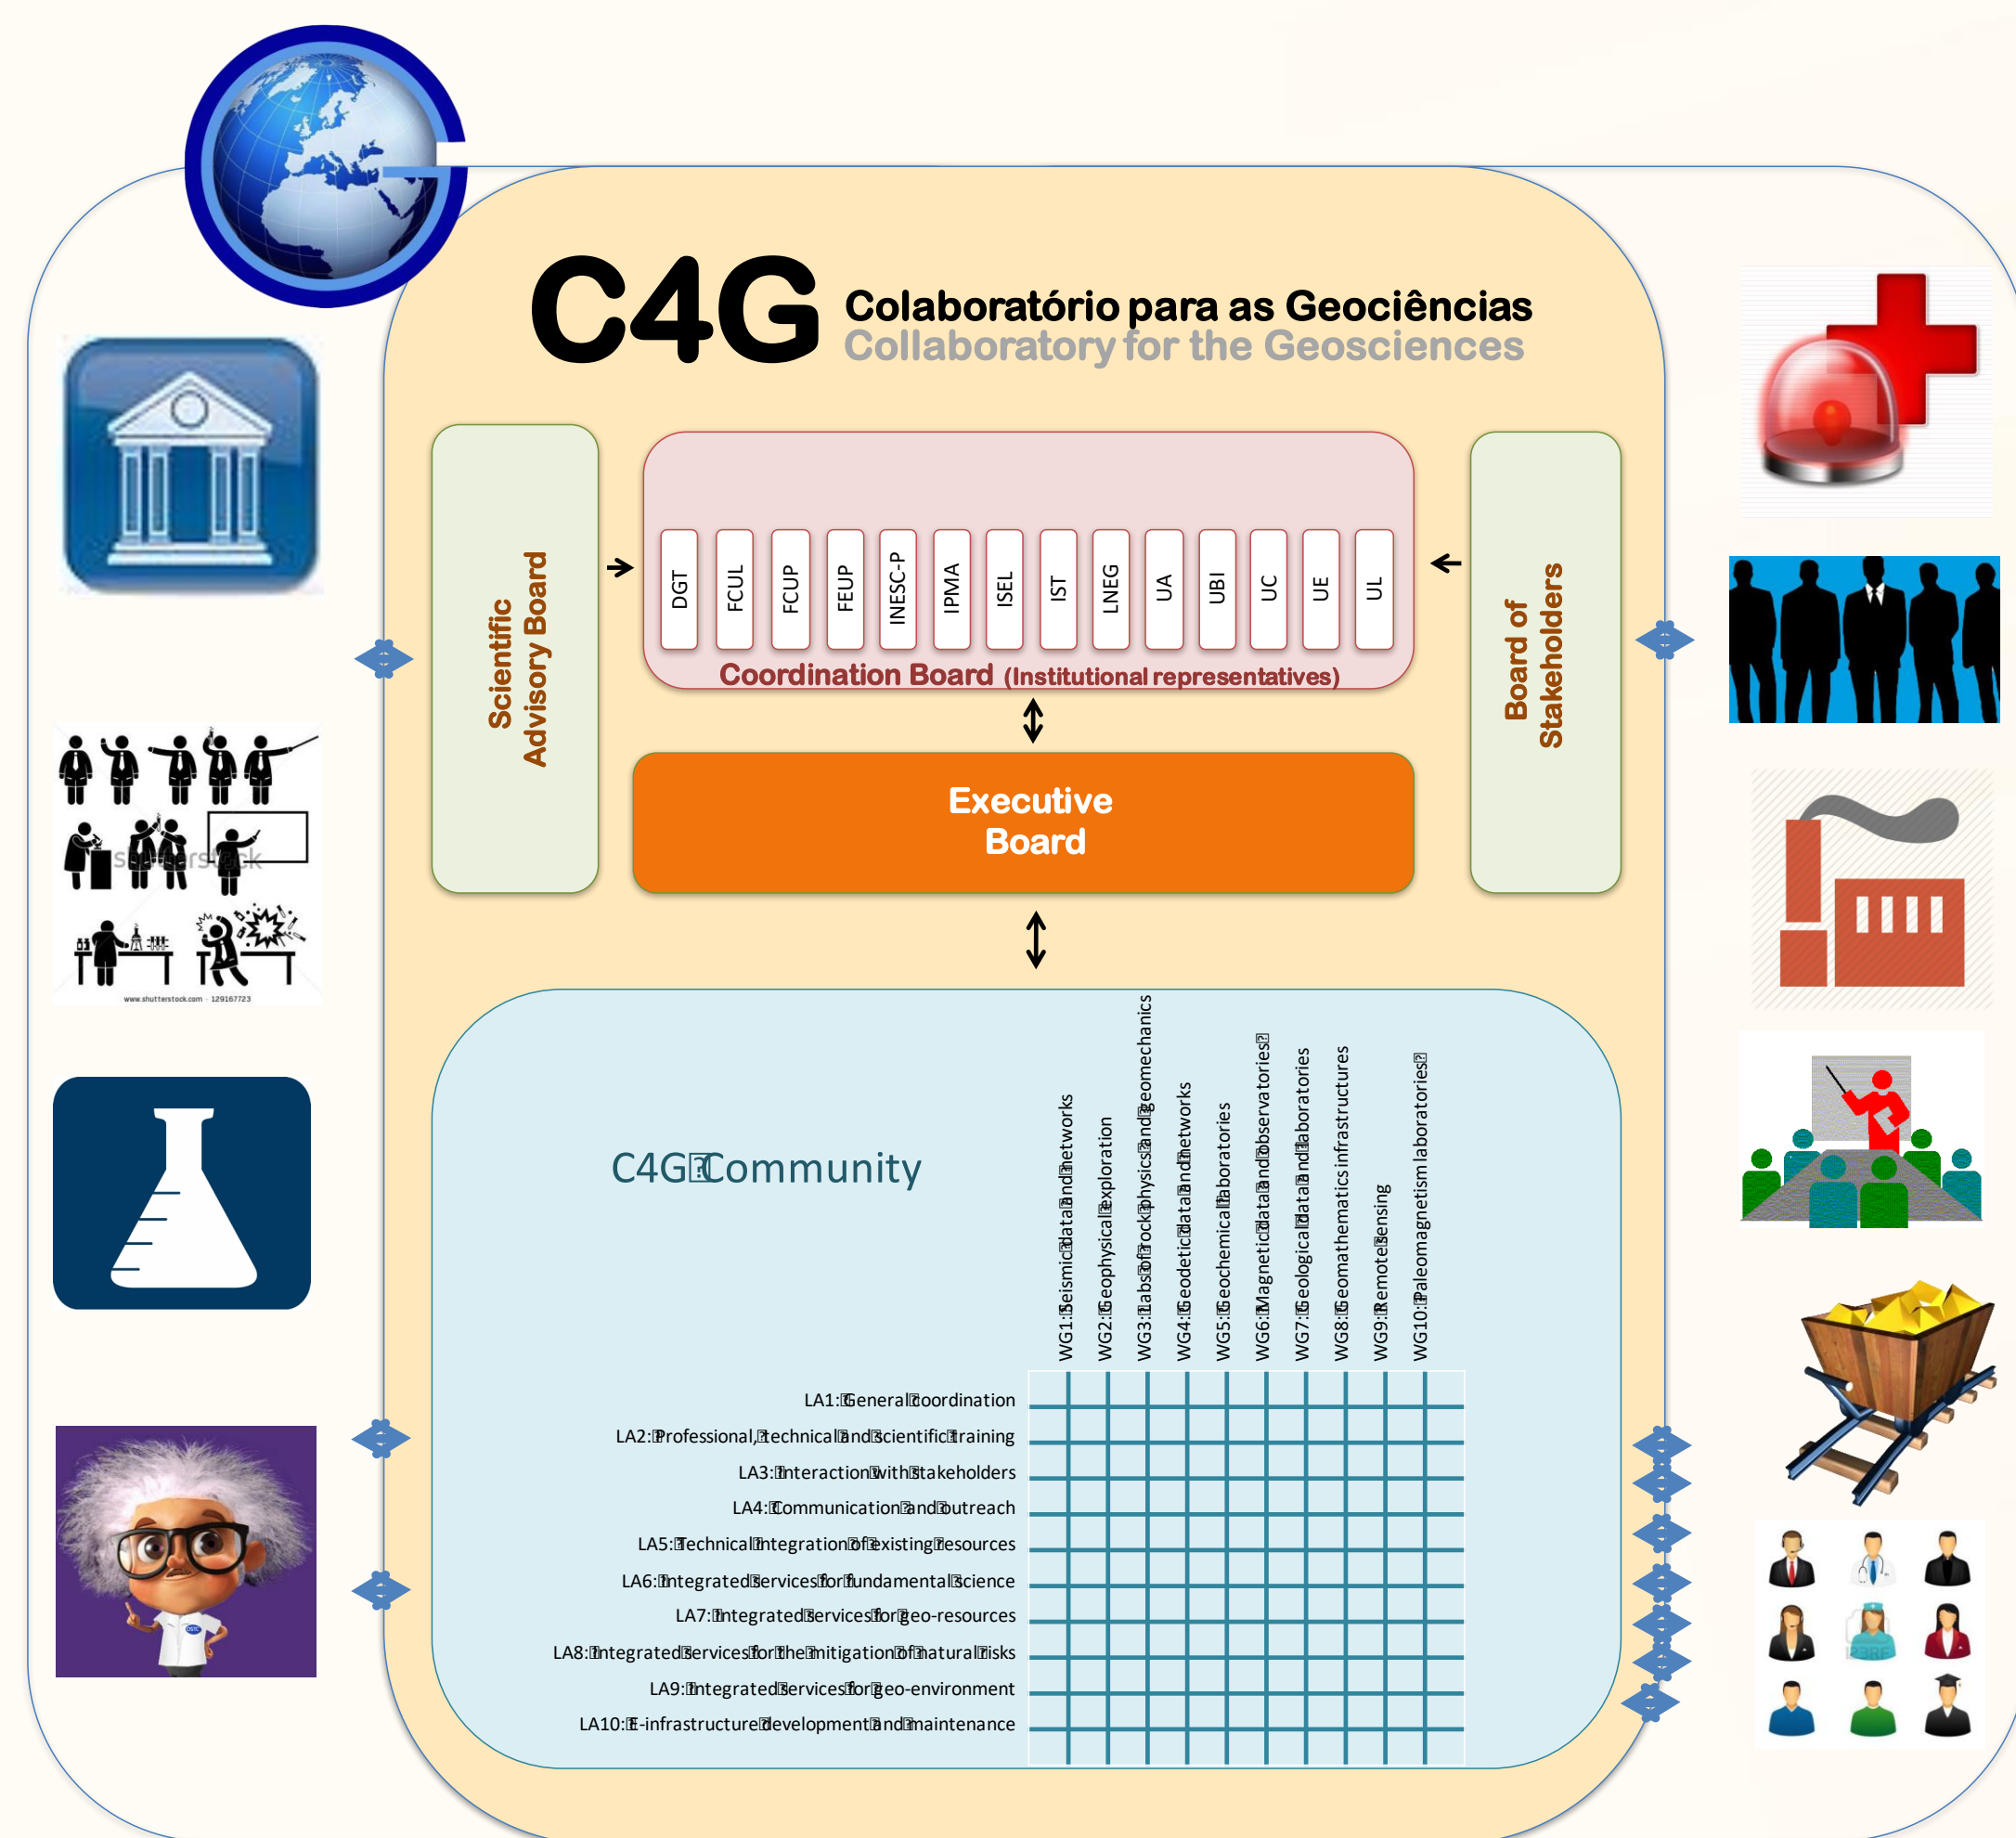 C4G
Colaboratório para as Geociências
Collaboratory for the Geosciences
Scientific
Advisory Board
DGT
FCUL
FCUP
FEUP
INESC-P
IPMA
ISEL
IST
LNEG
UA
UBI
UC
UE
UL
Coordination Board (Institutional representatives)
Board of
Stakeholders
Executive
Board
shutterstock
www.shutterstock.com · 129167723
C4G Community
WG1: Seismic data and networks
WG2: Geophysical exploration
WG3: Labs of rock physics and geomechanics
WG4: Geodetic data and networks
WG5: Geochemical laboratories
WG6: Magnetic data and observatories
WG7: Geological data and laboratories
WG8: Geomathematics infrastructures
WG9: Remote sensing
WG10: Paleomagnetism laboratories
LA1: General coordination
LA2: Professional, technical and scientific training
LA3: Interaction with stakeholders
LA4: Communication and outreach
LA5: Technical integration of existing resources
LA6: Integrated services for fundamental science
LA7: Integrated services for geo-resources
LA8: Integrated services for the mitigation of natural risks
LA9: Integrated services for geo-environment
LA10: E-infrastructure development and maintenance